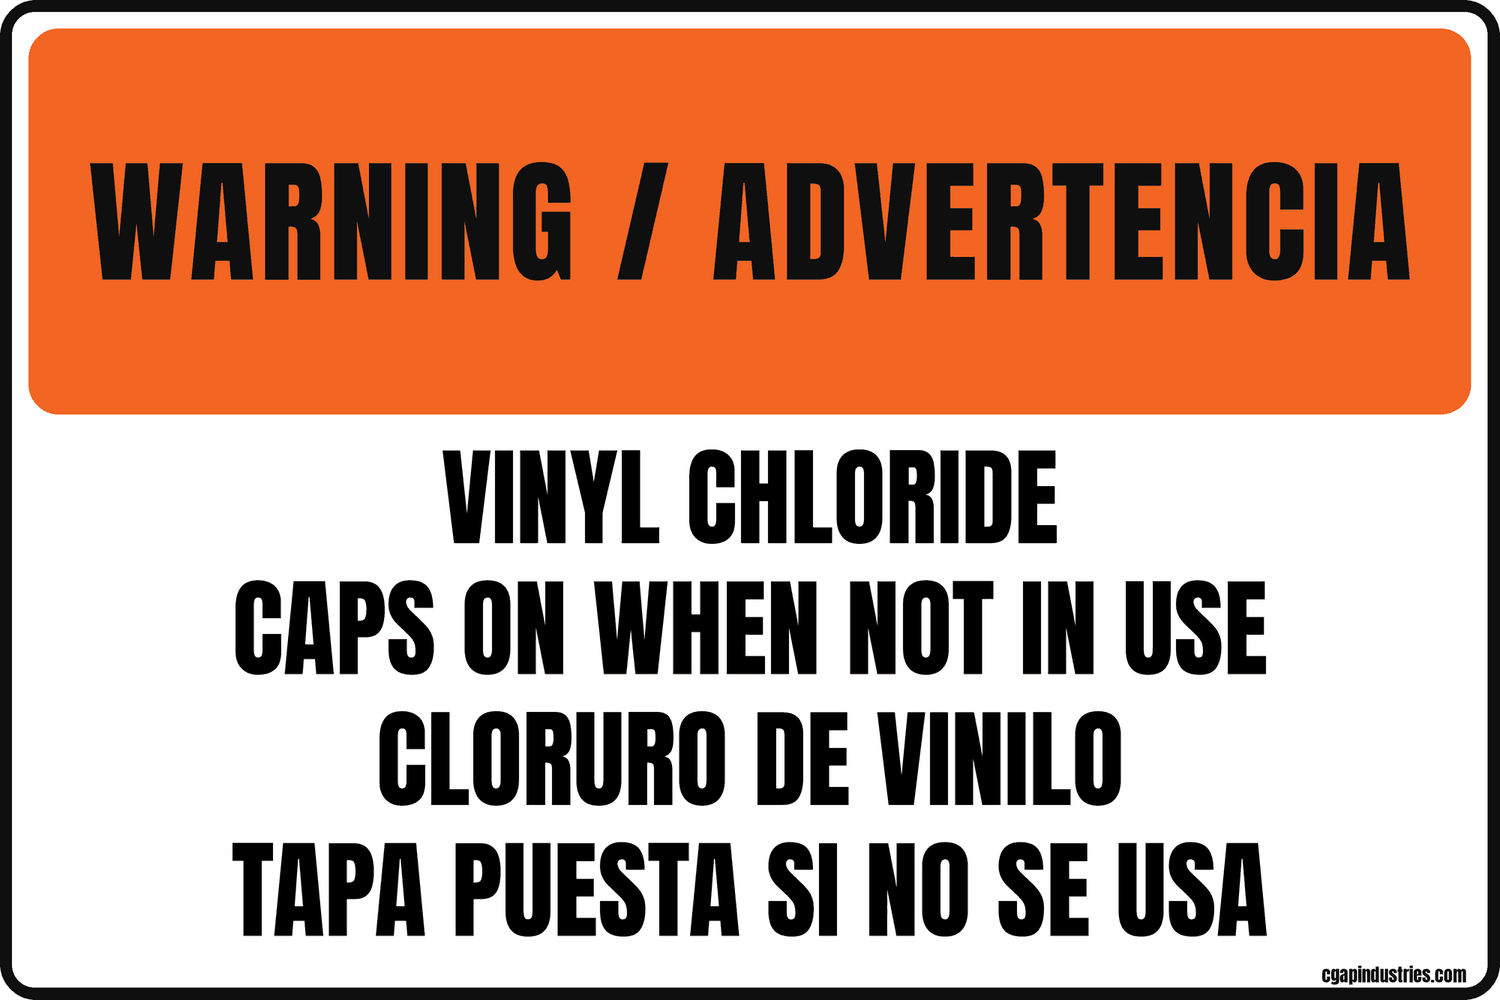 WARNING / ADVERTENCIA
VINYL CHLORIDE
CAPS ON WHEN NOT IN USE
CLORURO DE VINILO
TAPA PUESTA SI NO SE USA
cgapindustries.com